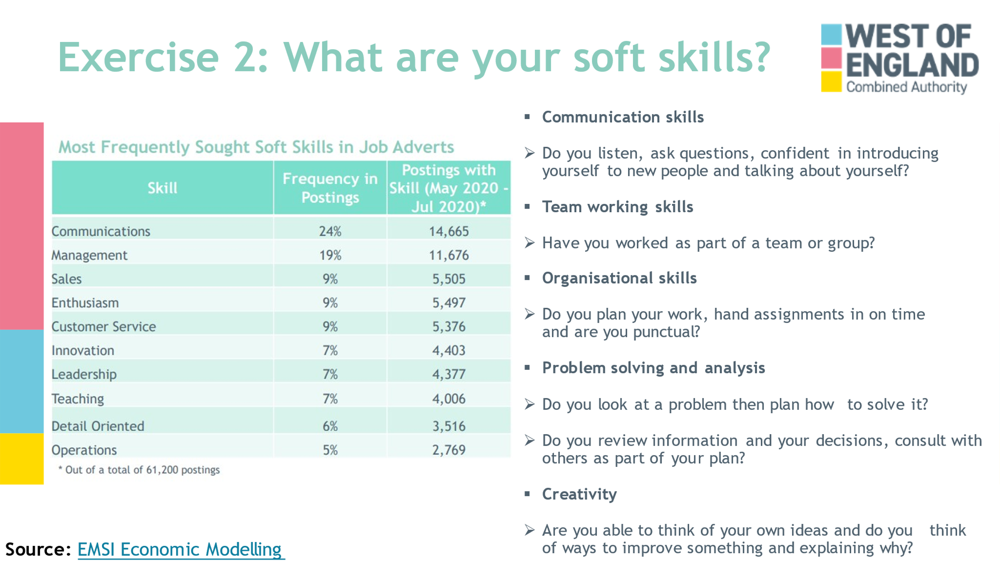 Exercise 2: What are your soft skills?
WEST OF
ENGLAND
Combined Authority
Most Frequently Sought Soft Skills in Job Adverts
Skill
Frequency in
Postings
Postings with
Skill (May 2020 -
Jul 2020)*
Communications 24% 14,665
Management 19% 11,676
Sales 9% 5,505
Enthusiasm 9% 5,497
Customer Service 9% 5,376
Innovation 7% 4,403
Leadership 7% 4,377
Teaching 7% 4,006
Detail Oriented 6% 3,516
Operations 5% 2,769
* Out of a total of 61,200 postings
Source: EMSI Economic Modelling
▪ Communication skills
➢ Do you listen, ask questions, confident in introducing
yourself to new people and talking about yourself?
▪ Team working skills
➢ Have you worked as part of a team or group?
▪ Organisational skills
➢ Do you plan your work, hand assignments in on time
and are you punctual?
▪ Problem solving and analysis
➢ Do you look at a problem then plan how to solve it?
➢ Do you review information and your decisions, consult with
others as part of your plan?
▪ Creativity
➢ Are you able to think of your own ideas and do you think
of ways to improve something and explaining why?